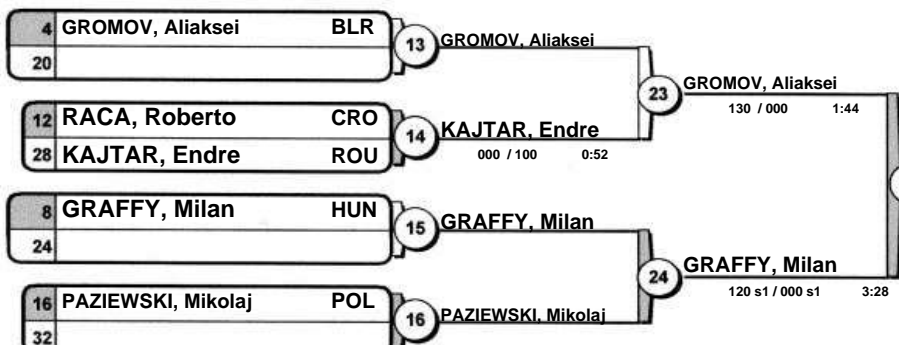 4 GROMOV, Aliaksei BLR
20
13
GROMOV, Aliaksei
12 RACA, Roberto CRO
28 KAJTAR, Endre ROU
14
KAJTAR, Endre
000 / 100 0:52
23
GROMOV, Aliaksei
130 / 000 1:44
8 GRAFFY, Milan HUN
24
15
GRAFFY, Milan
16 PAZIEWSKI, Mikolaj POL
32
16
PAZIEWSKI, Mikolaj
24
GRAFFY, Milan
120 s1 / 000 s1 3:28